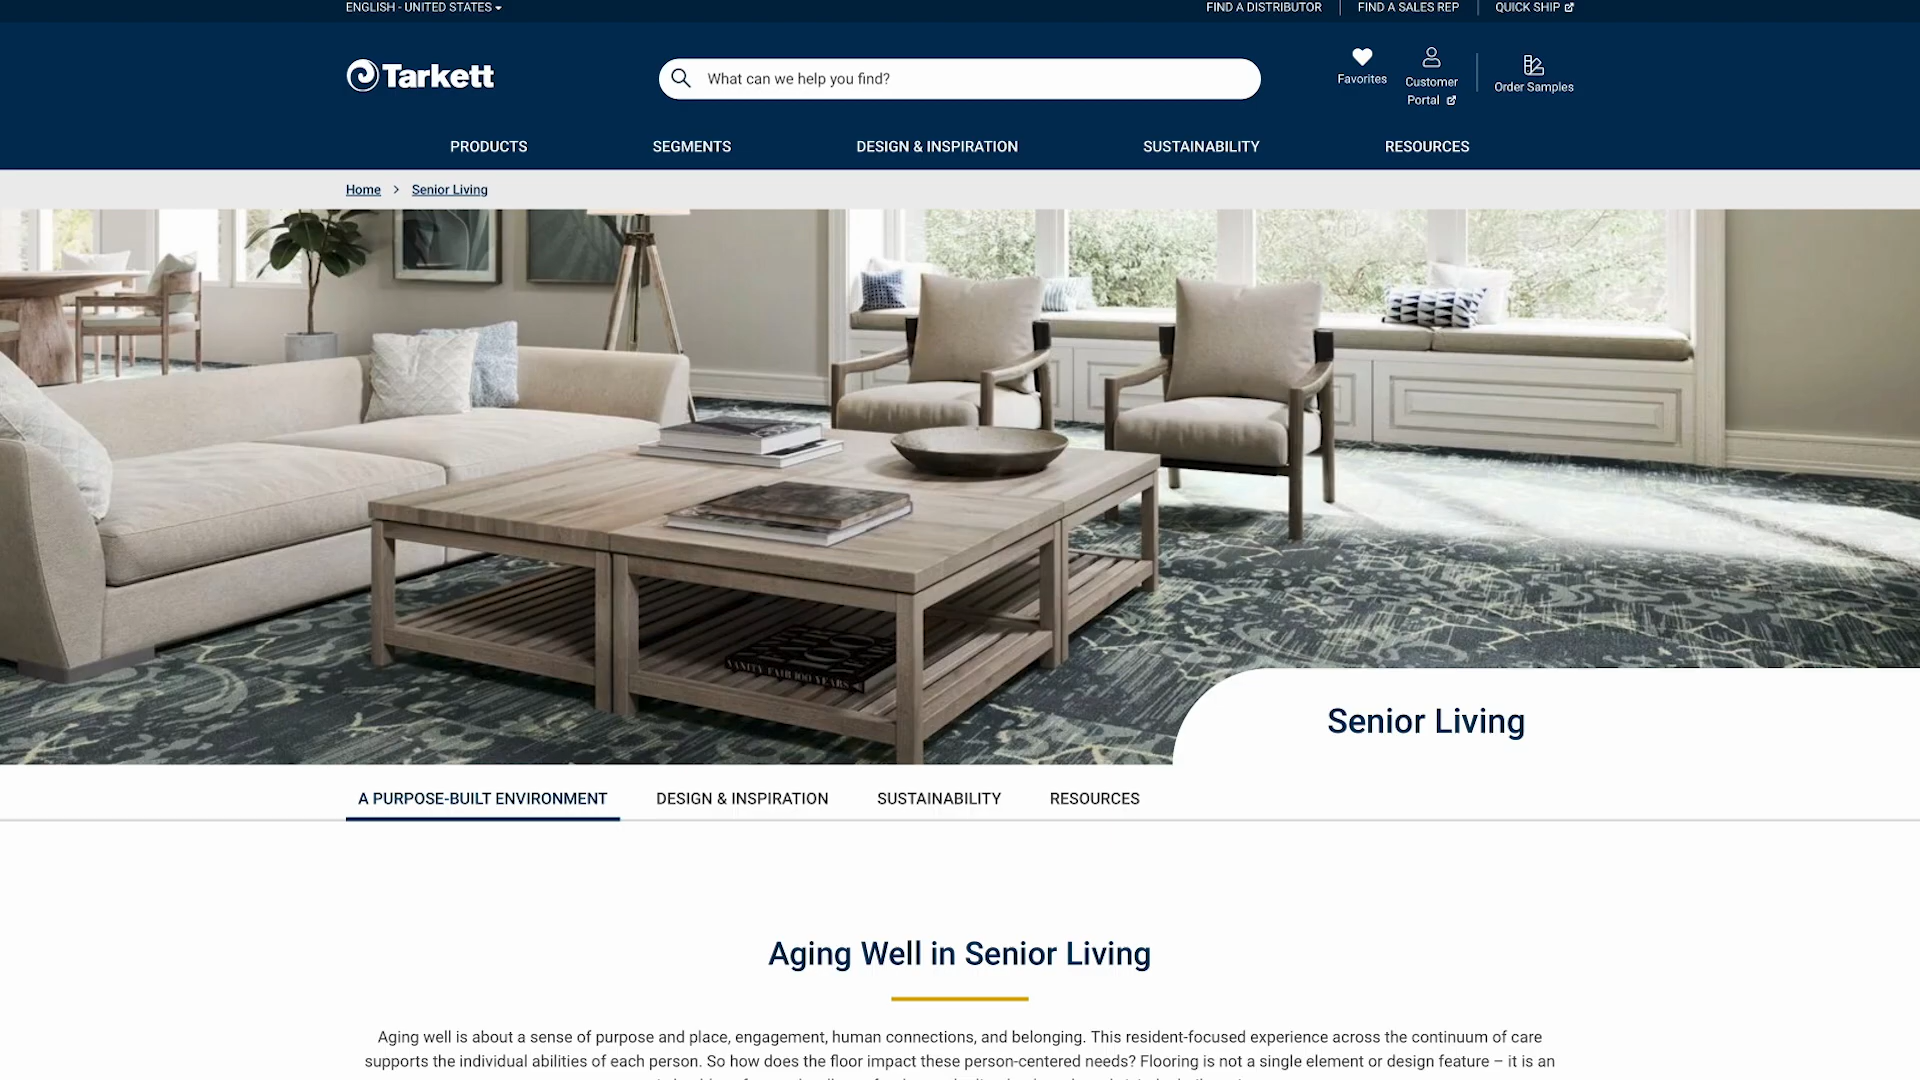 ENGLISH - UNITED STATES
FIND A DISTRIBUTOR
FIND A SALES REP
QUICK SHIP
Tarkett
What can we help you find?
Favorites
Customer
Portal
Order Samples
PRODUCTS
SEGMENTS
DESIGN & INSPIRATION
SUSTAINABILITY
RESOURCES
Home > Senior Living
VANITY FAIR 100 YEARS
Senior Living
A PURPOSE-BUILT ENVIRONMENT
DESIGN & INSPIRATION
SUSTAINABILITY
RESOURCES
Aging Well in Senior Living
Aging well is about a sense of purpose and place, engagement, human connections, and belonging. This resident-focused experience across the continuum of care
supports the individual abilities of each person. So how does the floor impact these person-centered needs? Flooring is not a single element or design feature – it is an